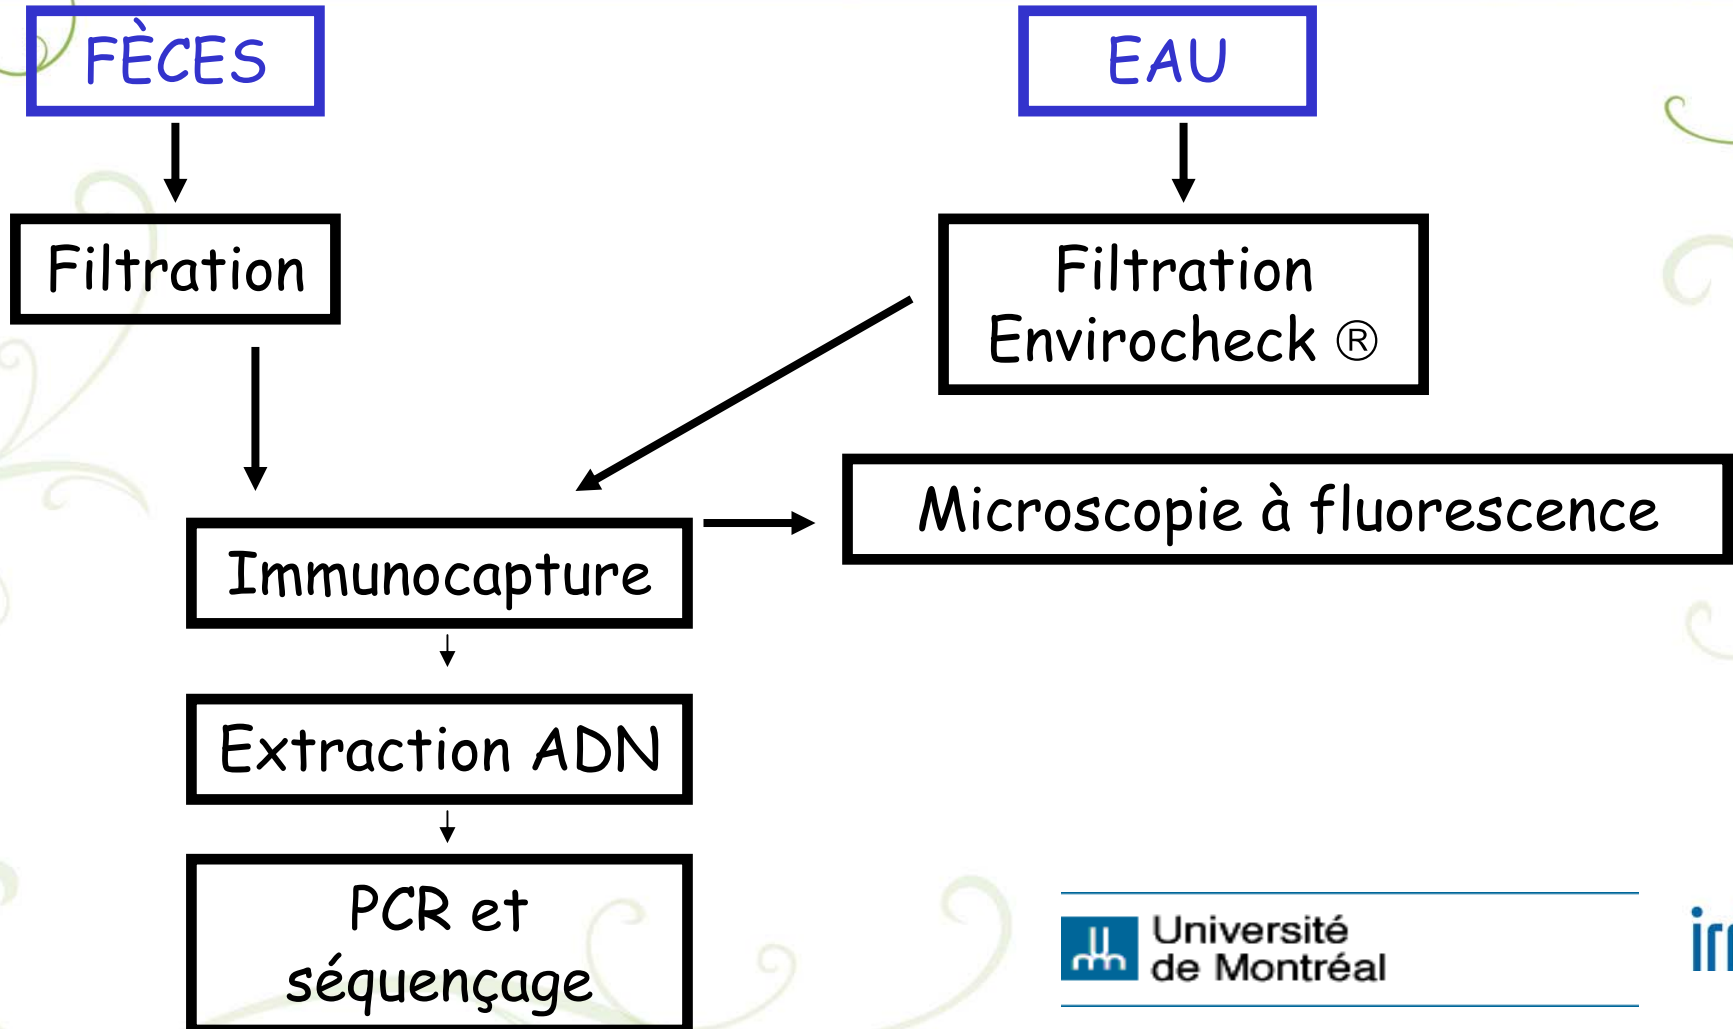 FÈCES
EAU
Filtration
Filtration
Envirocheck ®
Microscopie à fluorescence
Immunocapture
Extraction ADN
PCR et
séquençage
Université
de Montréal